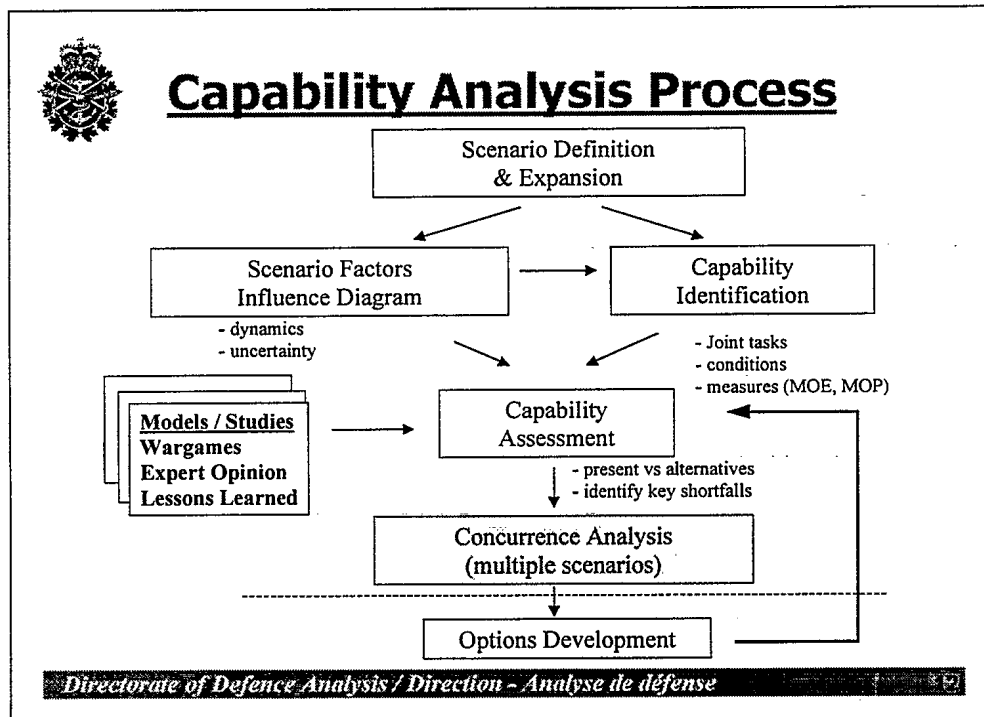 Capability Analysis Process
Scenario Definition
& Expansion
Scenario Factors
Influence Diagram
Capability
Identification
- dynamics
- uncertainty
- Joint tasks
- conditions
- measures (MOE, MOP)
Models / Studies
Wargames
Expert Opinion
Lessons Learned
Capability
Assessment
- present vs alternatives
- identify key shortfalls
Concurrence Analysis
(multiple scenarios)
Options Development
Directorate of Defence Analysis / Direction - Analyse de défense